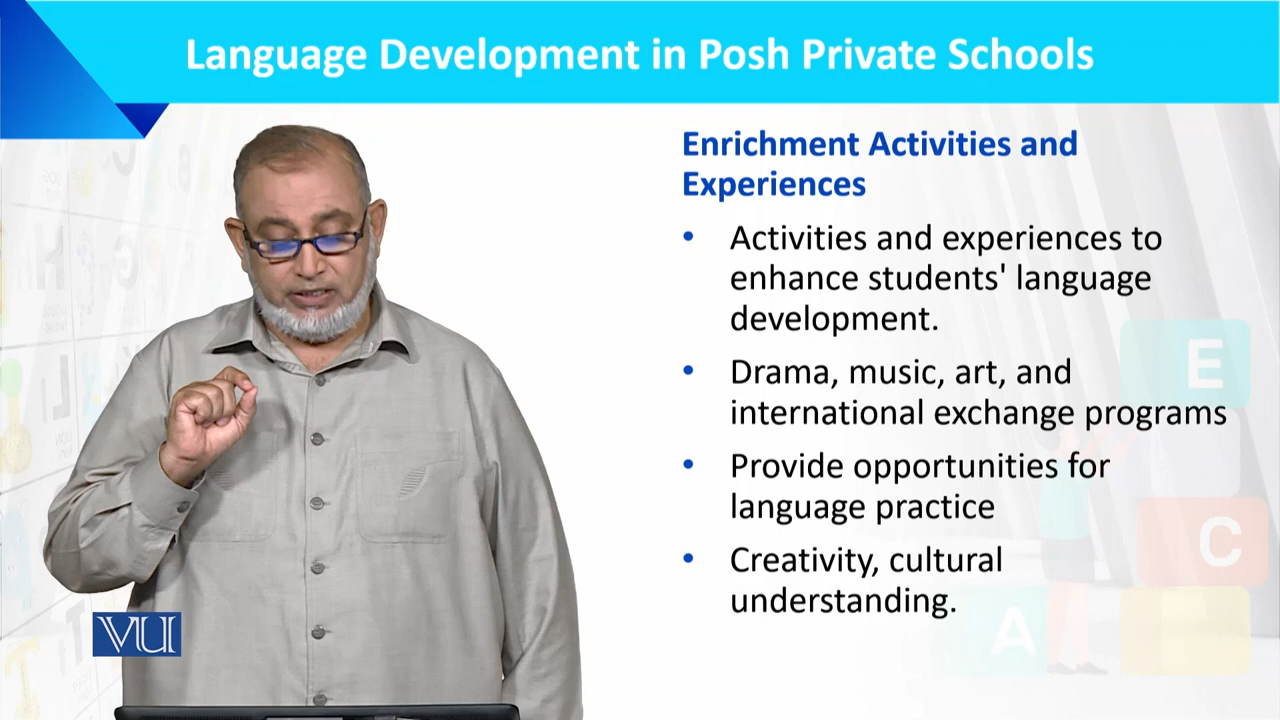 Language Development in Posh Private Schools
Enrichment Activities and
Experiences
• Activities and experiences to
enhance students' language
development.
• Drama, music, art, and
international exchange programs
• Provide opportunities for
language practice
• Creativity, cultural
understanding.
VU
E
C
A